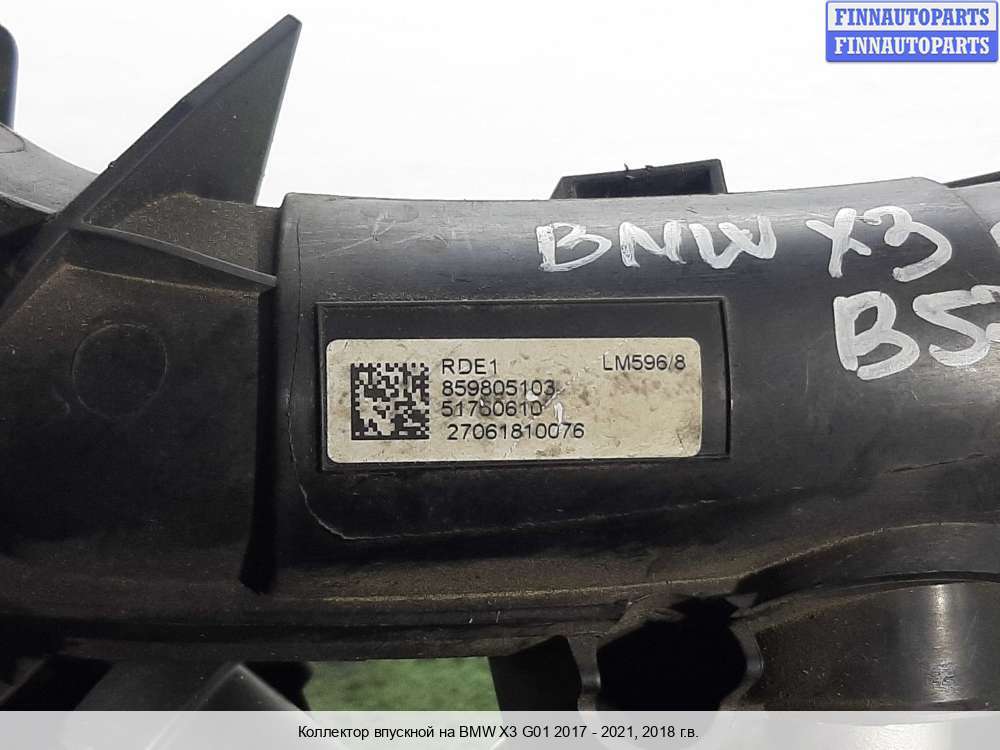 FINNAUTOPARTS
FINNAUTOPARTS
BMW X3
RDE1
LM596/8
859805103
51760610
27061810076
Коллектор впускной на BMW X3 G01 2017 - 2021, 2018 г.в.